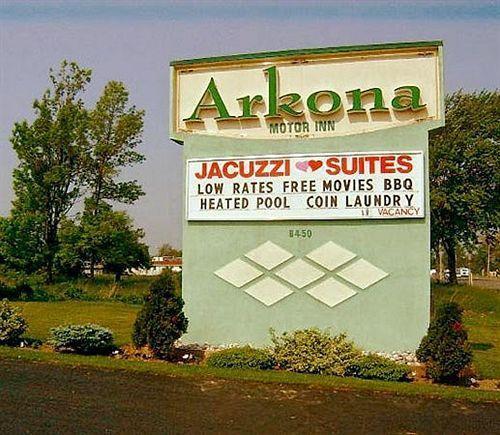 Arkona
MOTOR INN
JACUZZI SUITES
LOW RATES FREE MOVIES BBQ
HEATED POOL COIN LAUNDRY
VACANCY
8450